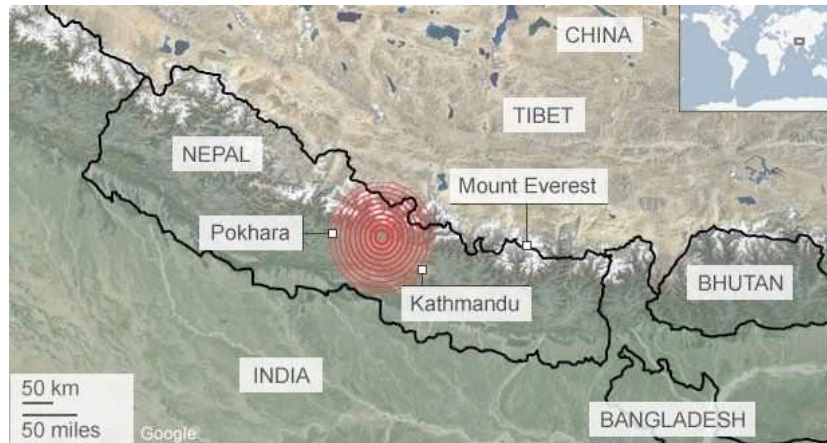 CHINA
TIBET
NEPAL
Mount Everest
Pokhara
BHUTAN
Kathmandu
INDIA
50 km
50 miles
Google
BANGLADESH